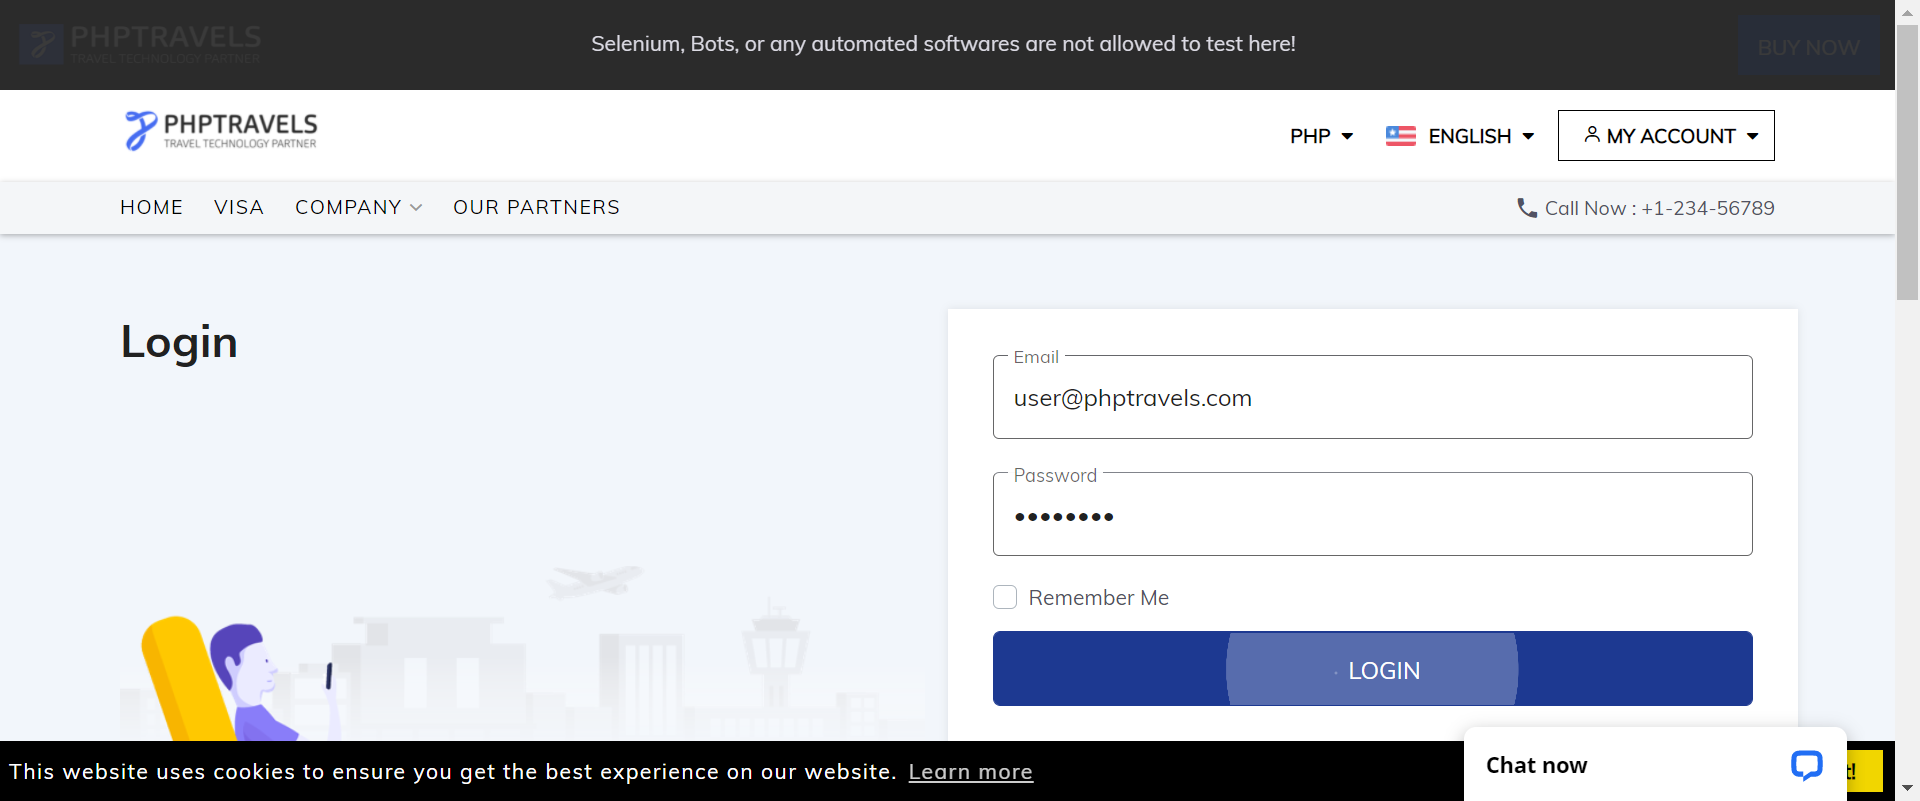 PHPTRAVELS
TRAVEL TECHNOLOGY PARTNER
Selenium, Bots, or any automated softwares are not allowed to test here!
BUY NOW
PHPTRAVELS
TRAVEL TECHNOLOGY PARTNER
PHP
ENGLISH
MY ACCOUNT
HOME
VISA
COMPANY
OUR PARTNERS
Call Now : +1-234-56789
Login
Email
user@phptravels.com
Password
••••••••
Remember Me
LOGIN
This website uses cookies to ensure you get the best experience on our website. Learn more
Chat now
t!